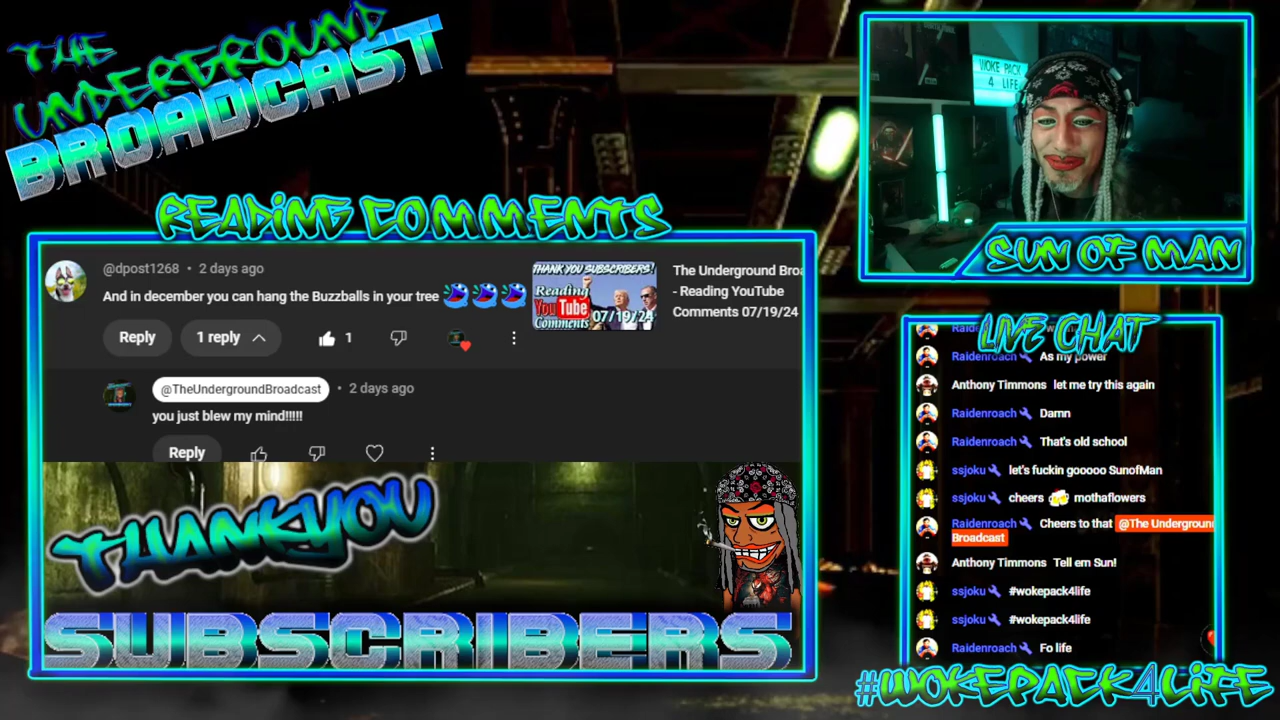 THE
UNDERGROUND
BROADCAST
READING COMMENTS
@dpost1268 • 2 days ago
And in december you can hang the Buzzballs in your tree
Reply
1 reply
1
THANK YOU SUBSCRIBERS!
Reading
YouTube
Comments
07/19/24
The Underground Broa
- Reading YouTube
Comments 07/19/24
@TheUndergroundBroadcast • 2 days ago
you just blew my mind!!!!!
Reply
THANKYOU
SUBSCRIBERS
WOKE PACK
4 LIFE
SUN OF MAN
LIVE CHAT
Raidenroach As my power
Anthony Timmons let me try this again
Raidenroach Damn
Raidenroach That's old school
ssjoku let's fuckin gooooo SunofMan
ssjoku cheers mothaflowers
Raidenroach Cheers to that @The Underground
Broadcast
Anthony Timmons Tell em Sun!
ssjoku #wokepack4life
ssjoku #wokepack4life
Raidenroach Fo life
#WOKEPACK4LIFE